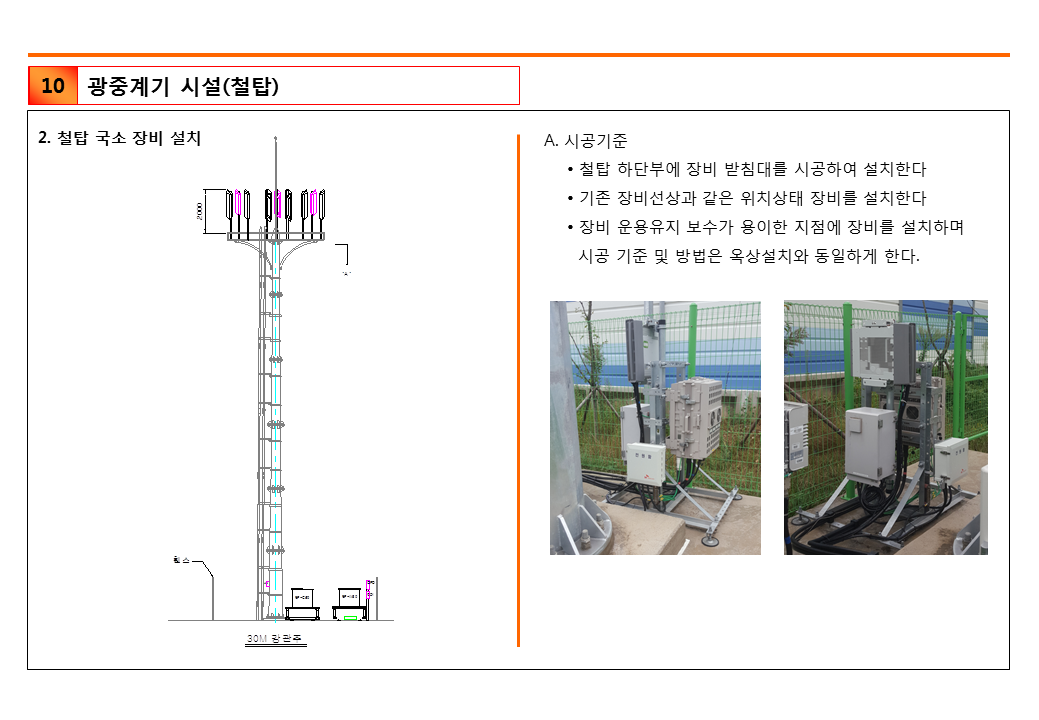 10
광중계기 시설(철탑)
2. 철탑 국소 장비 설치
2000
"A"
휀스
30M 강관주
A. 시공기준
• 철탑 하단부에 장비 받침대를 시공하여 설치한다
• 기존 장비선상과 같은 위치상태 장비를 설치한다
• 장비 운용유지 보수가 용이한 지점에 장비를 설치하며
시공 기준 및 방법은 옥상설치와 동일하게 한다.